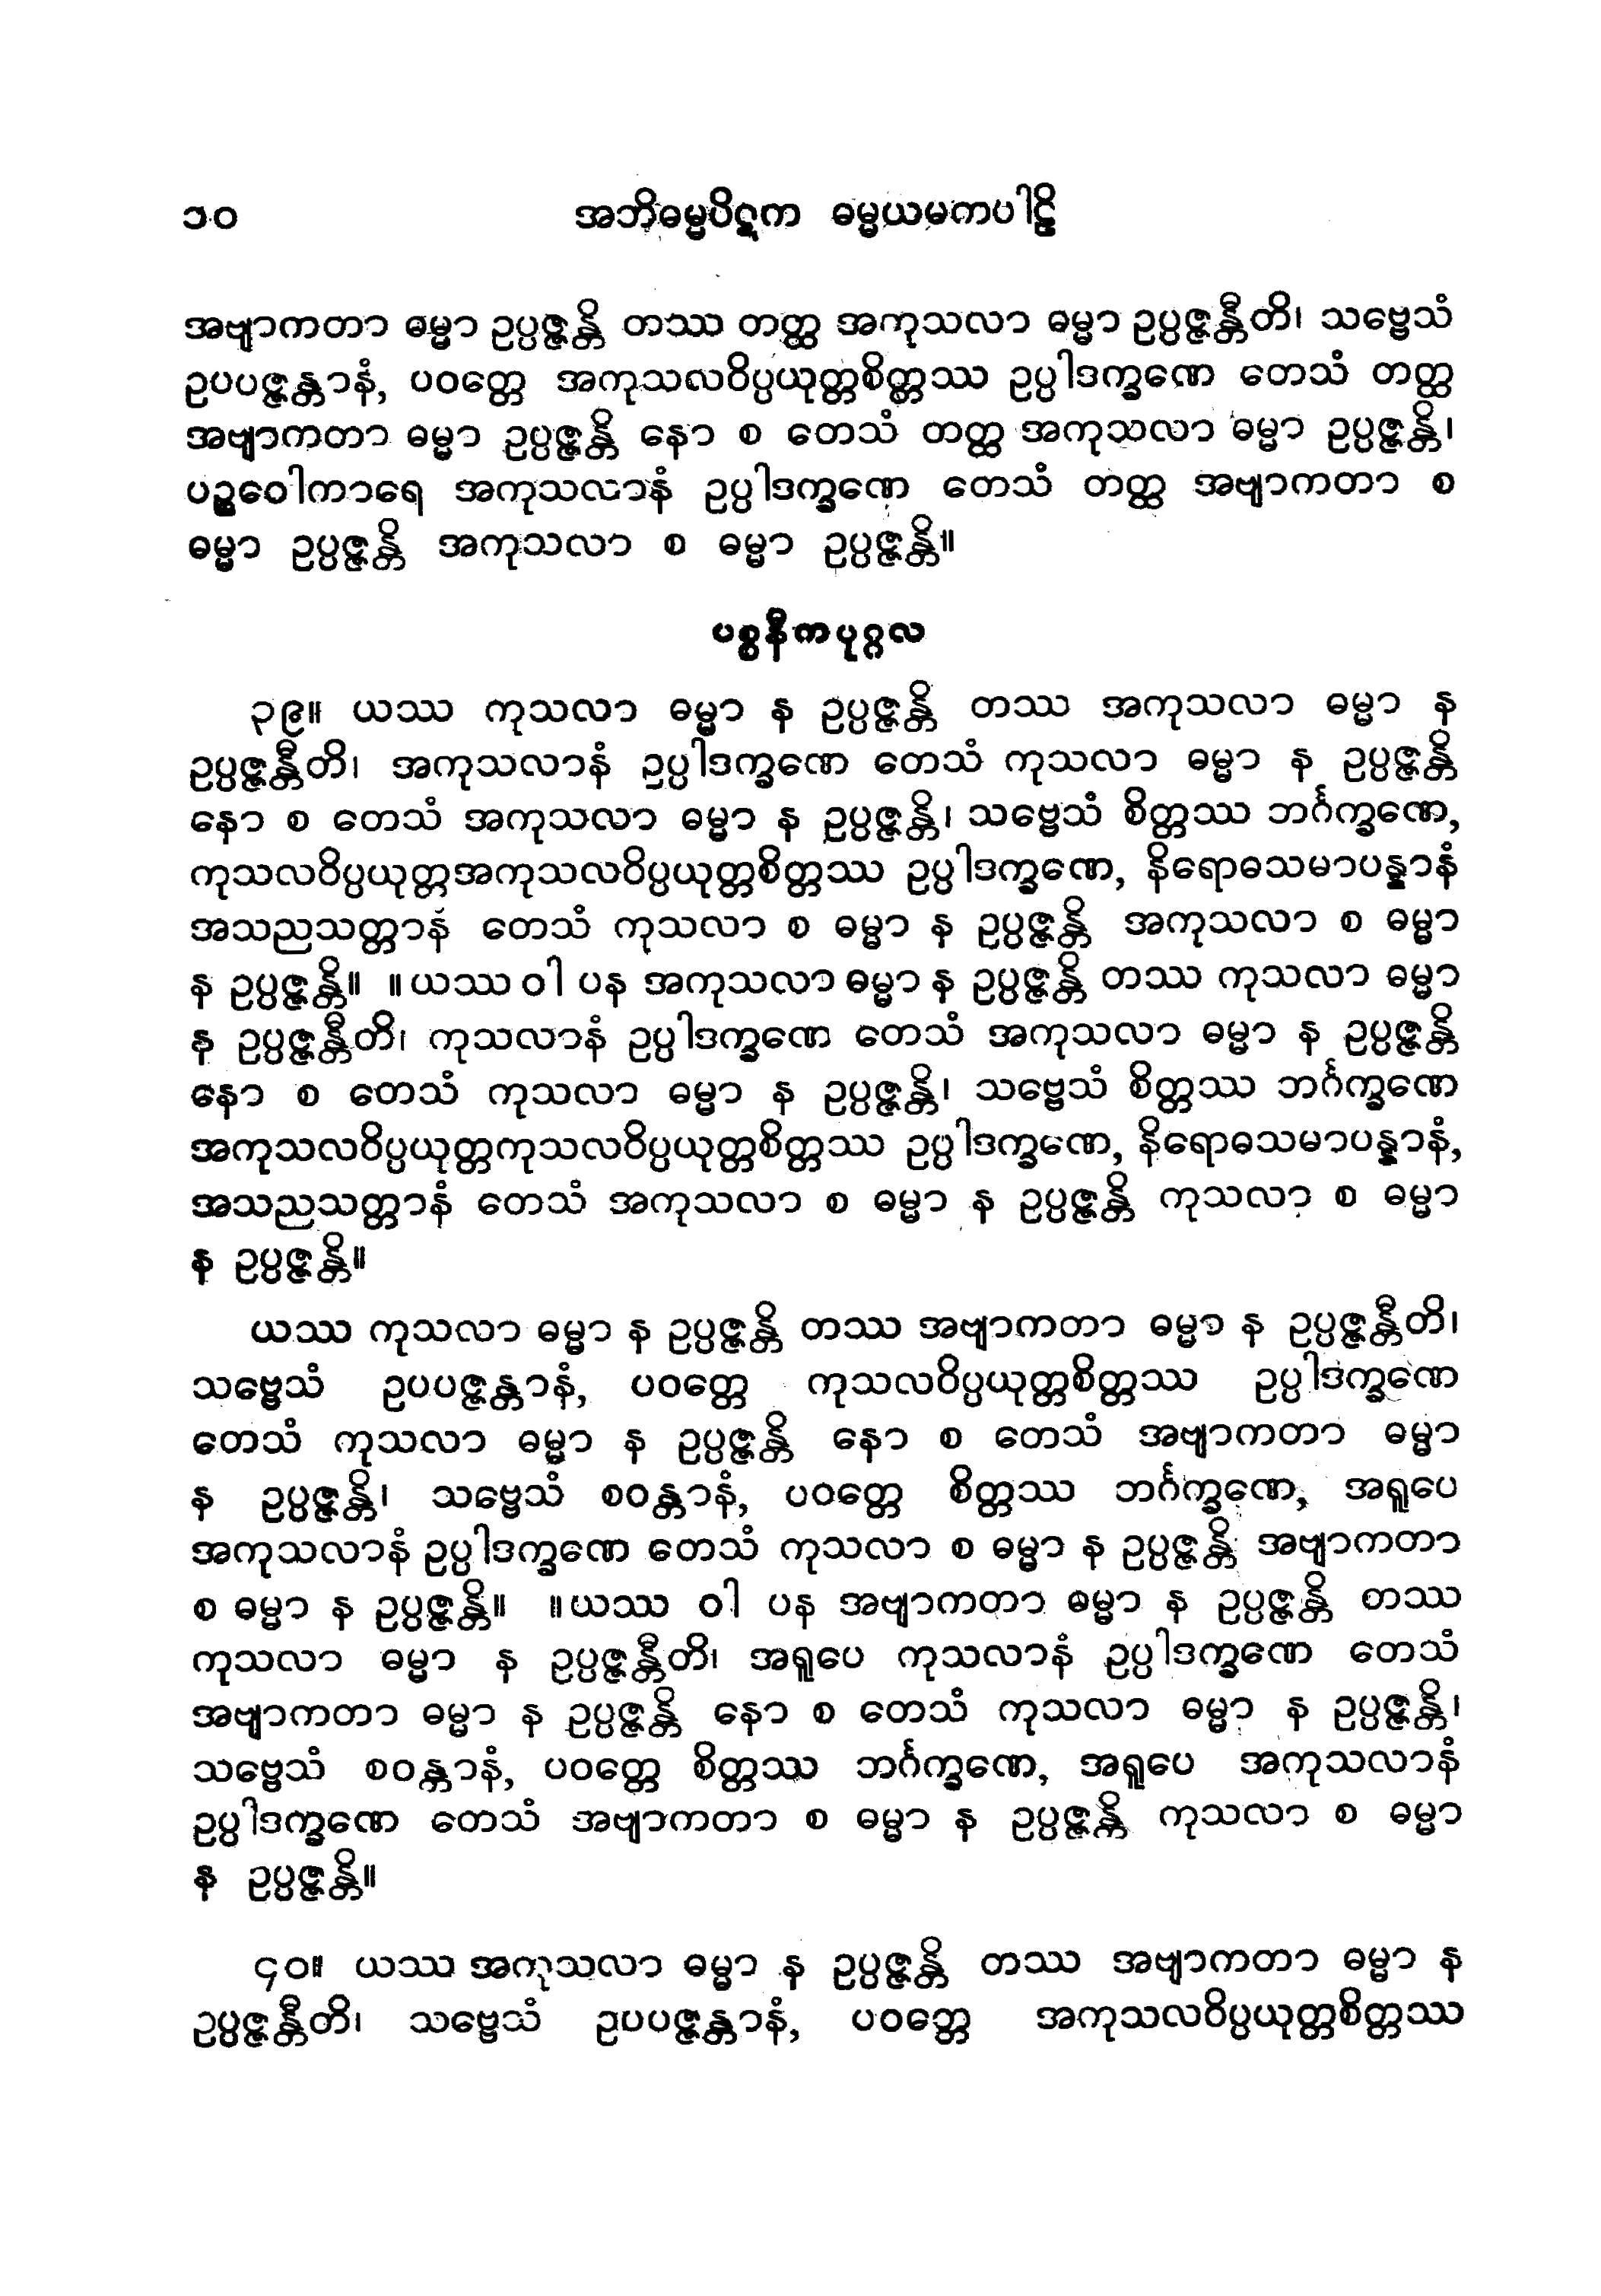 ၁၀ အဘိဓမ္မပိဋက ဓမ္မယမကပါဠိ
အဗျာကတာ ဓမ္မာ ဥပ္ပဇ္ဇန္တိ တဿ တတ္ထ အကုသလာ ဓမ္မာ ဥပ္ပဇ္ဇန္တီတိ၊ သဗ္ဗေသံ
ဥပပဇ္ဇန္တာနံ, ပဝတ္တေ အကုသလဝိပ္ပယုတ္တစိတ္တဿ ဥပ္ပါဒက္ခဏေ တေသံ တတ္ထ
အဗျာကတာ ဓမ္မာ ဥပ္ပဇ္ဇန္တိ နော စ တေသံ တတ္ထ အကုသလာ ဓမ္မာ ဥပ္ပဇ္ဇန္တိ၊
ပဉ္စဝေါကာရေ အကုသလာနံ ဥပ္ပါဒက္ခဏေ တေသံ တတ္ထ အဗျာကတာ စ
ဓမ္မာ ဥပ္ပဇ္ဇန္တိ အကုသလာ စ ဓမ္မာ ဥပ္ပဇ္ဇန္တိ။
ပစ္စနီကပုဂ္ဂလ
၃၉။ ယဿ ကုသလာ ဓမ္မာ န ဥပ္ပဇ္ဇန္တိ တဿ အကုသလာ ဓမ္မာ န
ဥပ္ပဇ္ဇန္တီတိ၊ အကုသလာနံ ဥပ္ပါဒက္ခဏေ တေသံ ကုသလာ ဓမ္မာ န ဥပ္ပဇ္ဇန္တိ
နော စ တေသံ အကုသလာ ဓမ္မာ န ဥပ္ပဇ္ဇန္တိ၊ သဗ္ဗေသံ စိတ္တဿ ဘင်္ဂက္ခဏေ,
ကုသလဝိပ္ပယုတ္တအကုသလဝိပ္ပယုတ္တစိတ္တဿ ဥပ္ပါဒက္ခဏေ, နိရောဓသမာပန္နာနံ
အသညသတ္တာနံ တေသံ ကုသလာ စ ဓမ္မာ န ဥပ္ပဇ္ဇန္တိ အကုသလာ စ ဓမ္မာ
န ဥပ္ပဇ္ဇန္တိ။ ။ယဿ ဝါ ပန အကုသလာ ဓမ္မာ န ဥပ္ပဇ္ဇန္တိ တဿ ကုသလာ ဓမ္မာ
န ဥပ္ပဇ္ဇန္တီတိ၊ ကုသလာနံ ဥပ္ပါဒက္ခဏေ တေသံ အကုသလာ ဓမ္မာ န ဥပ္ပဇ္ဇန္တိ
နော စ တေသံ ကုသလာ ဓမ္မာ န ဥပ္ပဇ္ဇန္တိ၊ သဗ္ဗေသံ စိတ္တဿ ဘင်္ဂက္ခဏေ
အကုသလဝိပ္ပယုတ္တကုသလဝိပ္ပယုတ္တစိတ္တဿ ဥပ္ပါဒက္ခဏေ, နိရောဓသမာပန္နာနံ,
အသညသတ္တာနံ တေသံ အကုသလာ စ ဓမ္မာ န ဥပ္ပဇ္ဇန္တိ ကုသလာ စ ဓမ္မာ
န ဥပ္ပဇ္ဇန္တိ။
ယဿ ကုသလာ ဓမ္မာ န ဥပ္ပဇ္ဇန္တိ တဿ အဗျာကတာ ဓမ္မာ န ဥပ္ပဇ္ဇန္တီတိ၊
သဗ္ဗေသံ ဥပပဇ္ဇန္တာနံ, ပဝတ္တေ ကုသလဝိပ္ပယုတ္တစိတ္တဿ ဥပ္ပါဒက္ခဏေ
တေသံ ကုသလာ ဓမ္မာ န ဥပ္ပဇ္ဇန္တိ နော စ တေသံ အဗျာကတာ ဓမ္မာ
န ဥပ္ပဇ္ဇန္တိ၊ သဗ္ဗေသံ စဝန္တာနံ, ပဝတ္တေ စိတ္တဿ ဘင်္ဂက္ခဏေ, အရူပေ
အကုသလာနံ ဥပ္ပါဒက္ခဏေ တေသံ ကုသလာ စ ဓမ္မာ န ဥပ္ပဇ္ဇန္တိ အဗျာကတာ
စ ဓမ္မာ န ဥပ္ပဇ္ဇန္တိ။ ။ယဿ ဝါ ပန အဗျာကတာ ဓမ္မာ န ဥပ္ပဇ္ဇန္တိ တဿ
ကုသလာ ဓမ္မာ န ဥပ္ပဇ္ဇန္တီတိ၊ အရူပေ ကုသလာနံ ဥပ္ပါဒက္ခဏေ တေသံ
အဗျာကတာ ဓမ္မာ န ဥပ္ပဇ္ဇန္တိ နော စ တေသံ ကုသလာ ဓမ္မာ န ဥပ္ပဇ္ဇန္တိ၊
သဗ္ဗေသံ စဝန္တာနံ, ပဝတ္တေ စိတ္တဿ ဘင်္ဂက္ခဏေ, အရူပေ အကုသလာနံ
ဥပ္ပါဒက္ခဏေ တေသံ အဗျာကတာ စ ဓမ္မာ န ဥပ္ပဇ္ဇန္တိ ကုသလာ စ ဓမ္မာ
န ဥပ္ပဇ္ဇန္တိ။
၄၀။ ယဿ အကုသလာ ဓမ္မာ န ဥပ္ပဇ္ဇန္တိ တဿ အဗျာကတာ ဓမ္မာ န
ဥပ္ပဇ္ဇန္တီတိ၊ သဗ္ဗေသံ ဥပပဇ္ဇန္တာနံ, ပဝတ္တေ အကုသလဝိပ္ပယုတ္တစိတ္တဿ